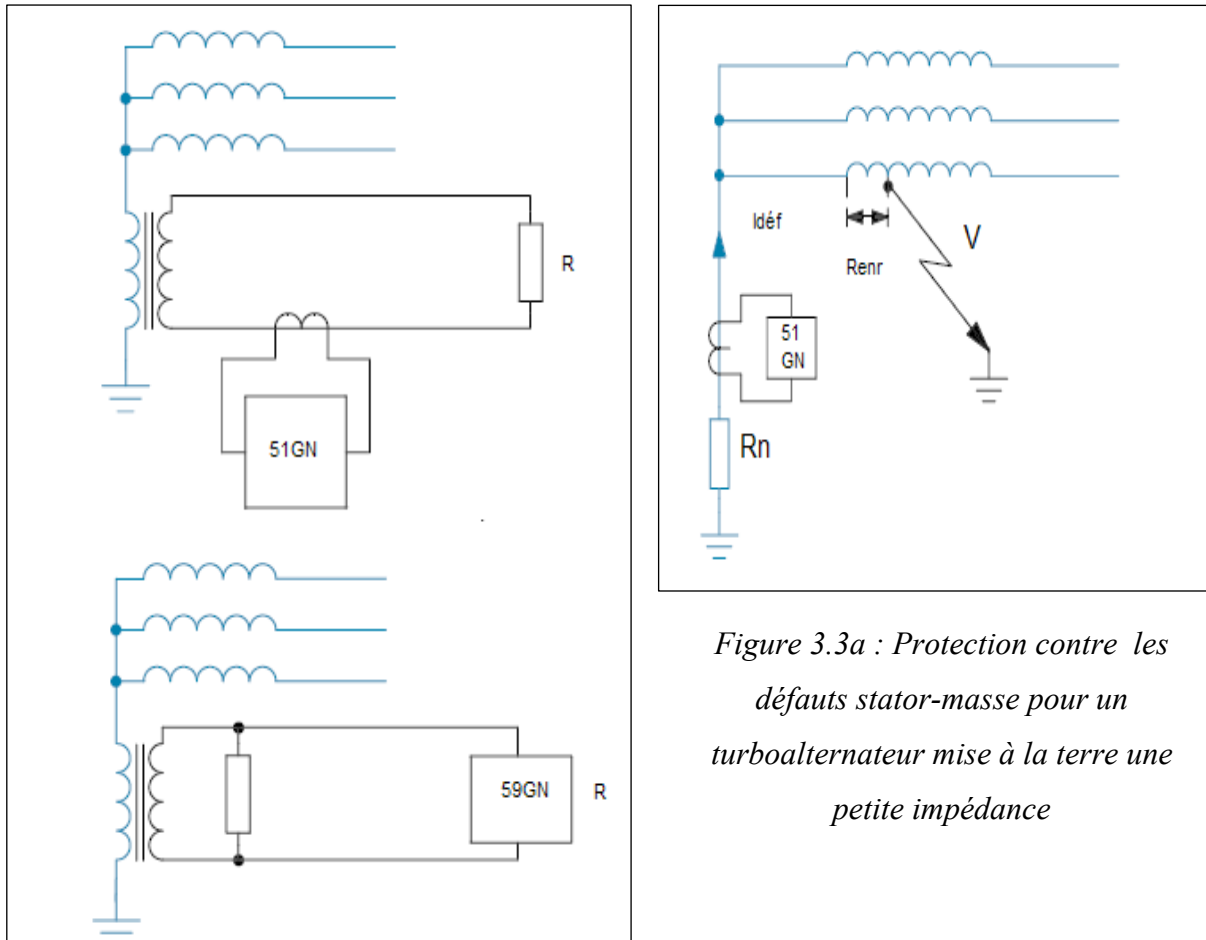 R
51GN
59GN R
Idéf
V
Renr
51
GN
Rn
Figure 3.3a : Protection contre les
défauts stator-masse pour un
turboalternateur mise à la terre une
petite impédance